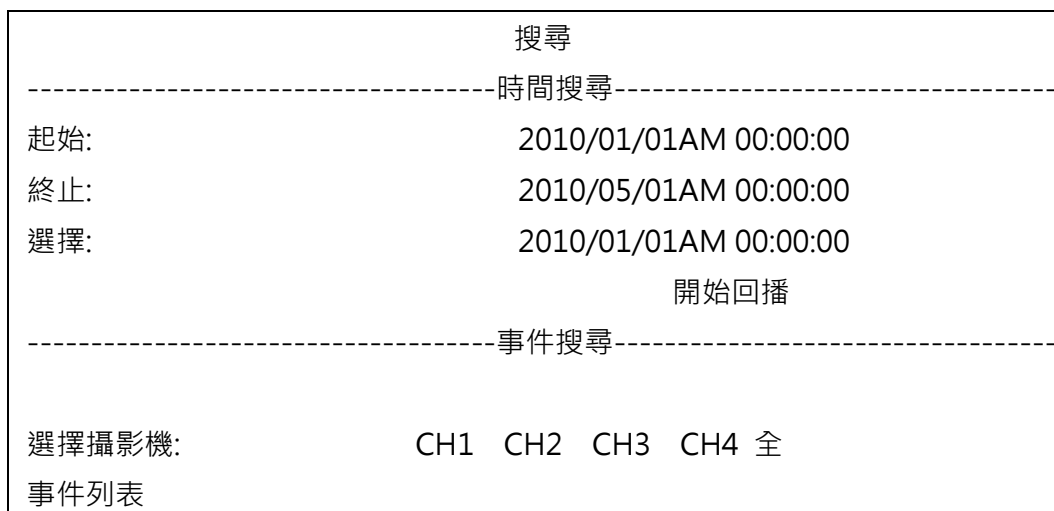 搜尋
-------------------------------------時間搜尋-----------------------------------
起始: 2010/01/01AM 00:00:00
終止: 2010/05/01AM 00:00:00
選擇: 2010/01/01AM 00:00:00
開始回播
-------------------------------------事件搜尋-----------------------------------
選擇攝影機: CH1 CH2 CH3 CH4 全
事件列表